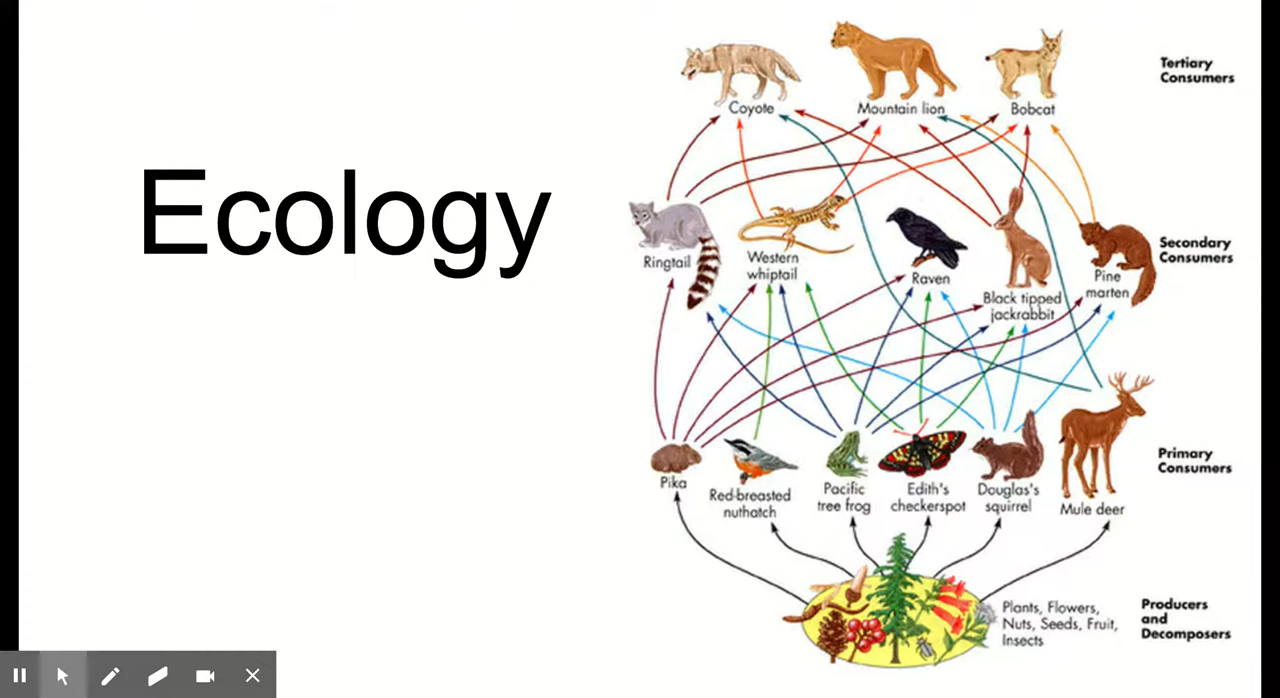 Ecology
Tertiary
Consumers
Coyote
Mountain lion
Bobcat
Ringtail
Western
whiptail
Raven
Black tipped
jackrabbit
Pine
marten
Secondary
Consumers
Pika
Red-breasted
nuthatch
Pacific
tree frog
Edith's
checkerspot
Douglas's
squirrel
Mule deer
Primary
Consumers
Plants, Flowers,
Nuts, Seeds, Fruit,
Insects
Producers
and
Decomposers